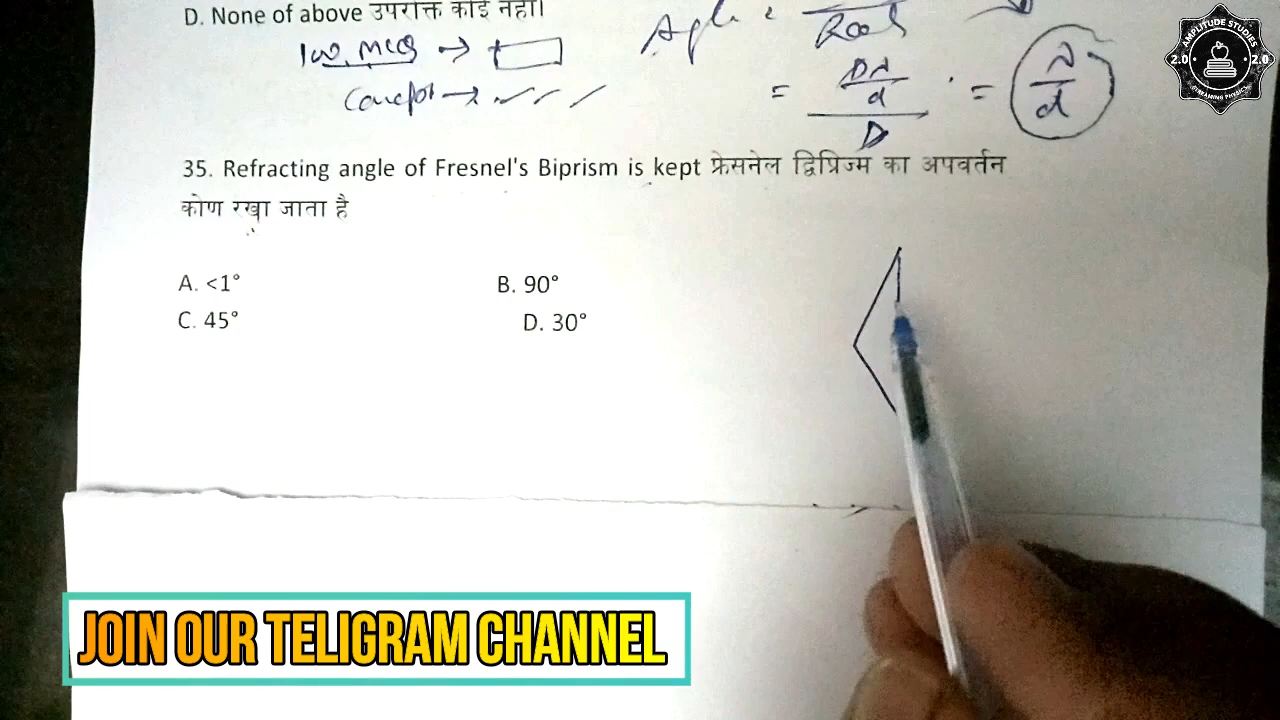 D. None of above उपरोक्त कोई नहीं।
100 MCQ →
Concept →
= Dλ/d / D = λ/d
35. Refracting angle of Fresnel's Biprism is kept फ्रेसनेल द्विप्रिज्म का अपवर्तन
कोण रखा जाता है
A. <1° B. 90°
C. 45° D. 30°
JOIN OUR TELIGRAM CHANNEL
AMPLITUDE STUDIES
2.0 2.0